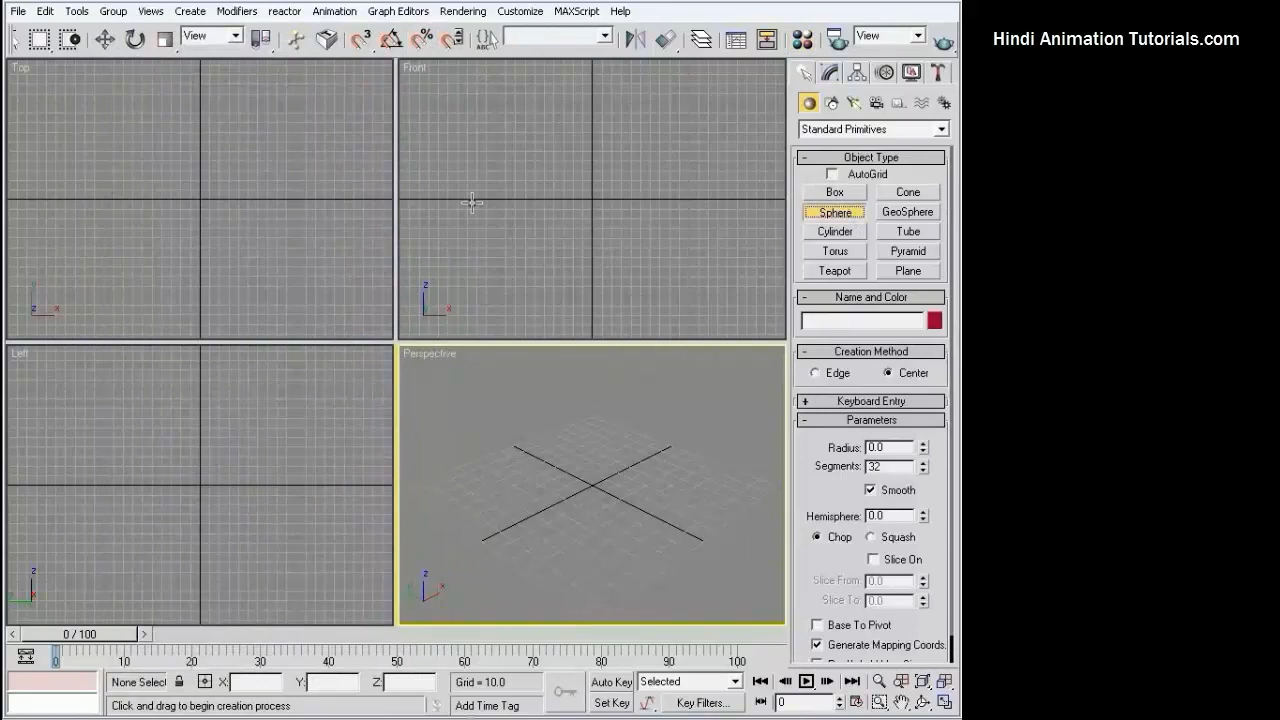 File Edit Tools Group Views Create Modifiers reactor Animation Graph Editors Rendering Customize MAXScript Help
Hindi Animation Tutorials.com
View 3 % ABC View
Top Front
Standard Primitives
- Object Type
AutoGrid
Box Cone
Sphere GeoSphere
Cylinder Tube
Torus Pyramid
Teapot Plane
- Name and Color
z x z x
Left Perspective
- Creation Method
Edge Center
+ Keyboard Entry
- Parameters
Radius: 0.0
Segments: 32
Smooth
Hemisphere: 0.0
Chop Squash
Slice On
Slice From: 0.0
Slice To: 0.0
z x z x
Base To Pivot
Generate Mapping Coords.
< 0 / 100 >
0 10 20 30 40 50 60 70 80 90 100
None Selec X: Y: Z: Grid = 10.0 Auto Key Selected
Click and drag to begin creation process Add Time Tag Set Key Key Filters... 0